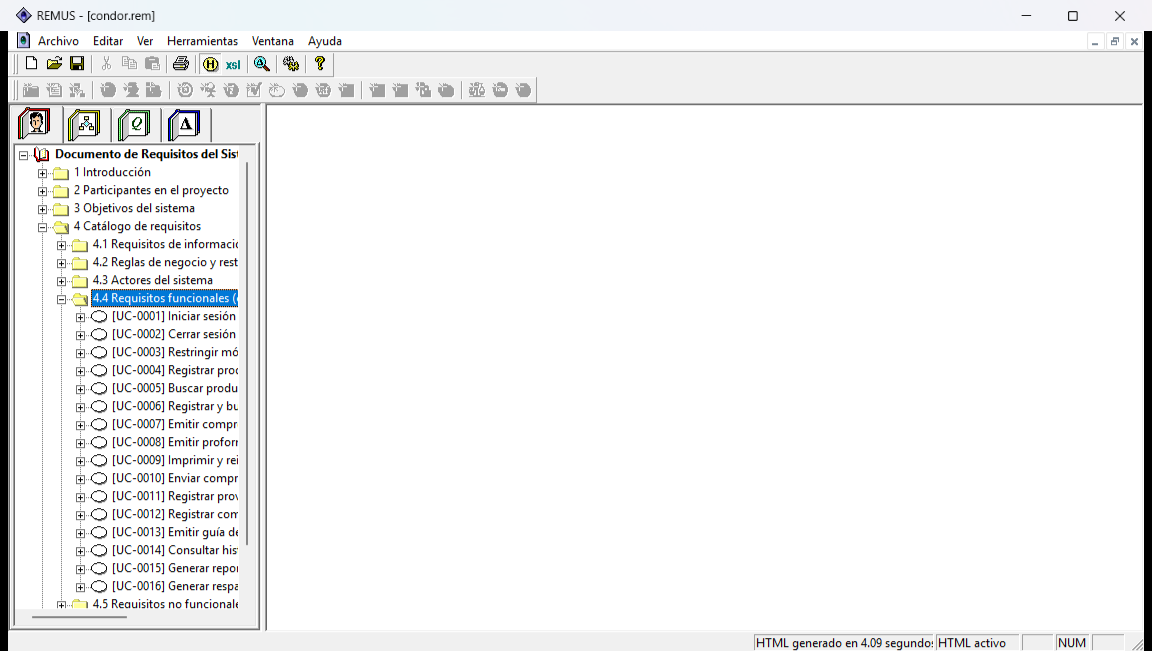 REMUS - [condor.rem]
Archivo Editar Ver Herramientas Ventana Ayuda
H xsl ?
Q A
Documento de Requisitos del Sis
1 Introducción
2 Participantes en el proyecto
3 Objetivos del sistema
4 Catálogo de requisitos
4.1 Requisitos de informacio
4.2 Reglas de negocio y rest
4.3 Actores del sistema
4.4 Requisitos funcionales (
[UC-0001] Iniciar sesión
[UC-0002] Cerrar sesión
[UC-0003] Restringir mó
[UC-0004] Registrar prod
[UC-0005] Buscar produ
[UC-0006] Registrar y bu
[UC-0007] Emitir compr
[UC-0008] Emitir profor
[UC-0009] Imprimir y rei
[UC-0010] Enviar compr
[UC-0011] Registrar prov
[UC-0012] Registrar com
[UC-0013] Emitir guía de
[UC-0014] Consultar his
[UC-0015] Generar repo
[UC-0016] Generar respa
4.5 Requisitos no funcionale
HTML generado en 4.09 segundos HTML activo NUM